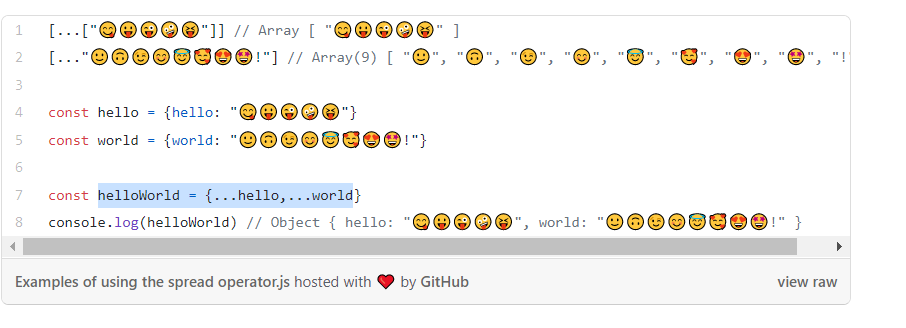 1 [...["😋😛😜🤪😝"]] // Array [ "😋😛😜🤪😝" ]
2 [..."🙂🙃😉😊😇🥰😍🤩!"] // Array(9) [ "🙂", "🙃", "😉", "😊", "😇", "🥰", "😍", "🤩", "!"
3
4 const hello = {hello: "😋😛😜🤪😝"}
5 const world = {world: "🙂🙃😉😊😇🥰😍🤩!"}
6
7 const helloWorld = {...hello,...world}
8 console.log(helloWorld) // Object { hello: "😋😛😜🤪😝", world: "🙂🙃😉😊😇🥰😍🤩!" }
Examples of using the spread operator.js hosted with ❤ by GitHub view raw